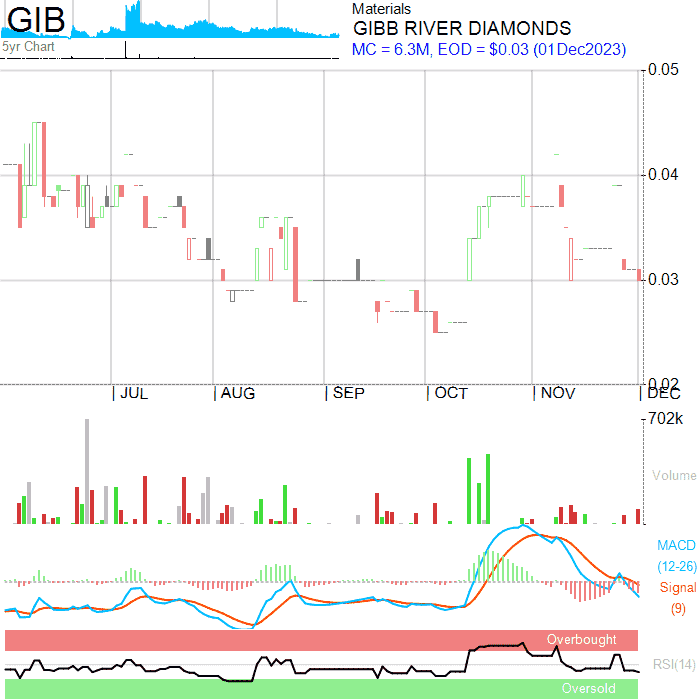 GIB
5yr Chart
Materials
GIBB RIVER DIAMONDS
MC = 6.3M, EOD = $0.03 (01Dec2023)
0.05
0.04
0.03
0.02
JUL AUG SEP OCT NOV DEC
702k
Volume
MACD
(12-26)
Signal
(9)
Overbought
RSI(14)
Oversold